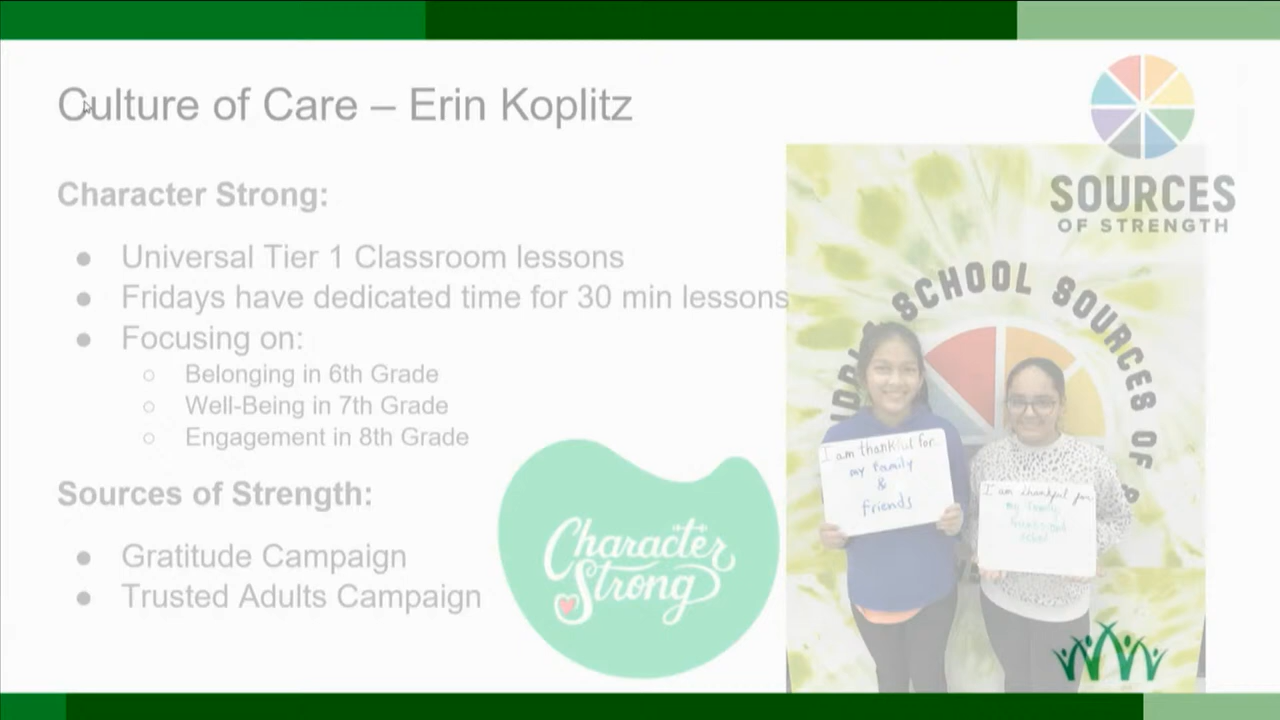 Culture of Care – Erin Koplitz
SOURCES
OF STRENGTH
Character Strong:
● Universal Tier 1 Classroom lessons
● Fridays have dedicated time for 30 min lessons
● Focusing on:
○ Belonging in 6th Grade
○ Well-Being in 7th Grade
○ Engagement in 8th Grade
Sources of Strength:
● Gratitude Campaign
● Trusted Adults Campaign
Character
Strong
SCHOOL SOURCES OF
I am thankful for...
my family
&
friends
I am thankful for
my family